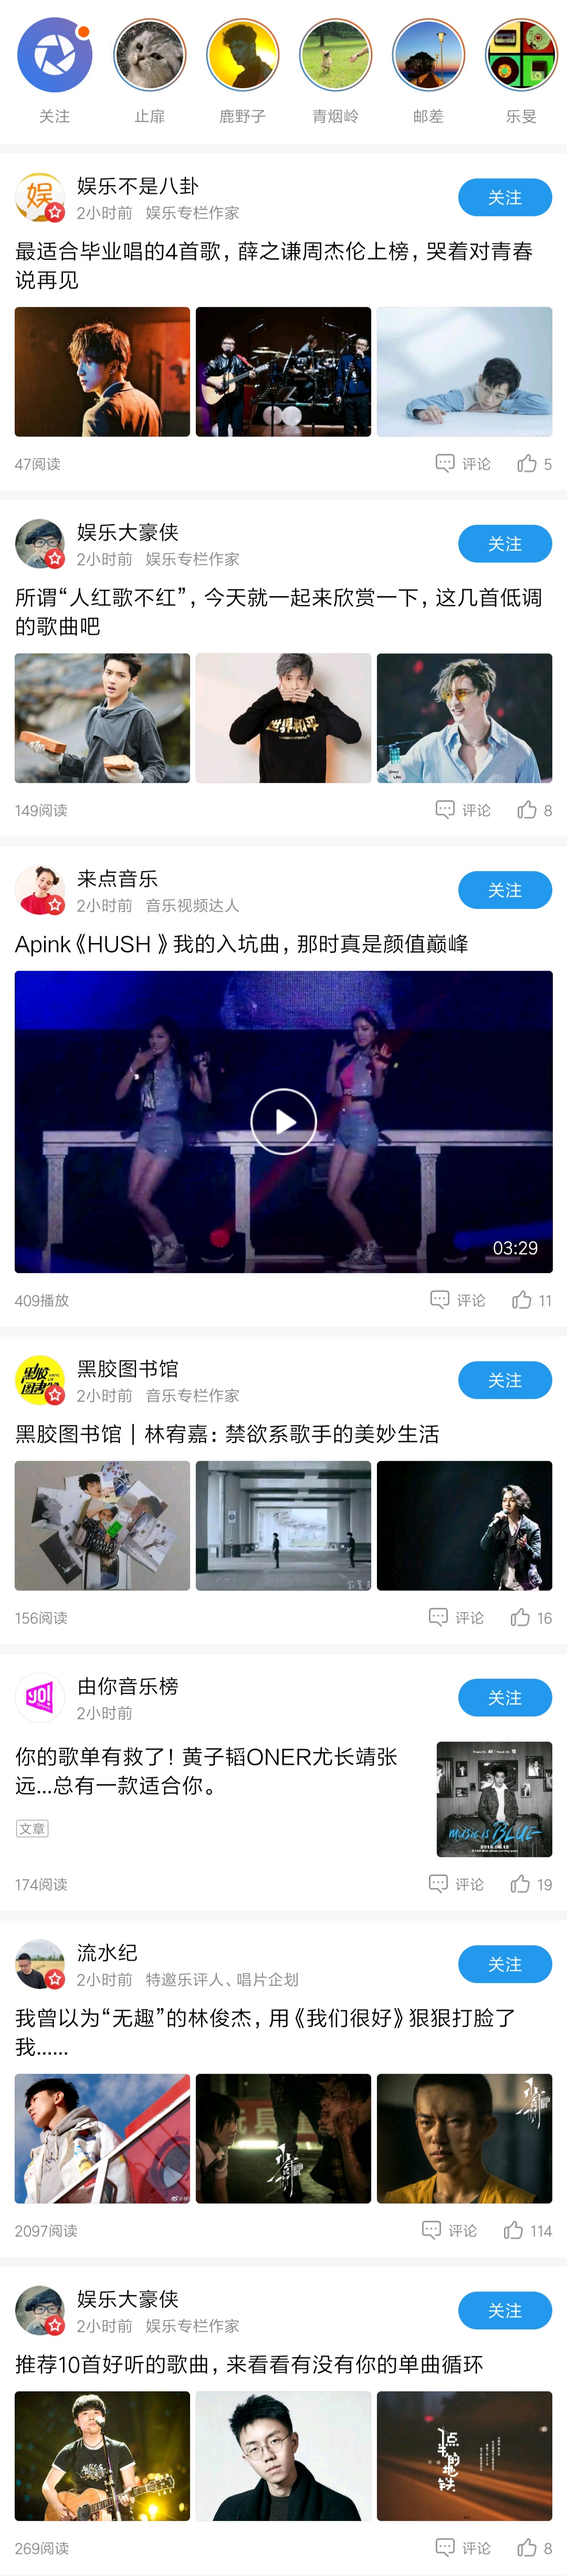 关注
止扉
鹿野子
青烟岭
邮差
乐旻
娱
娱乐不是八卦
2小时前 娱乐专栏作家
关注
最适合毕业唱的4首歌，薛之谦周杰伦上榜，哭着对青春
说再见
47阅读
评论
5
娱乐大豪侠
2小时前 娱乐专栏作家
关注
所谓“人红歌不红”，今天就一起来欣赏一下，这几首低调
的歌曲吧
世界和平
149阅读
评论
8
来点音乐
2小时前 音乐视频达人
关注
Apink《HUSH 》我的入坑曲，那时真是颜值巅峰
03:29
409播放
评论
11
黑胶图书馆
黑胶图书馆
2小时前 音乐专栏作家
关注
黑胶图书馆｜林宥嘉：禁欲系歌手的美妙生活
156阅读
评论
16
YO!
由你音乐榜
2小时前
关注
你的歌单有救了！黄子韬ONER尤长靖张
远...总有一款适合你。
文章
MUSIC is BLUE
174阅读
评论
19
流水纪
2小时前 特邀乐评人、唱片企划
关注
我曾以为“无趣”的林俊杰，用《我们很好》狠狠打脸了
我......
2097阅读
评论
114
娱乐大豪侠
2小时前 娱乐专栏作家
关注
推荐10首好听的歌曲，来看看有没有你的单曲循环
269阅读
评论
8